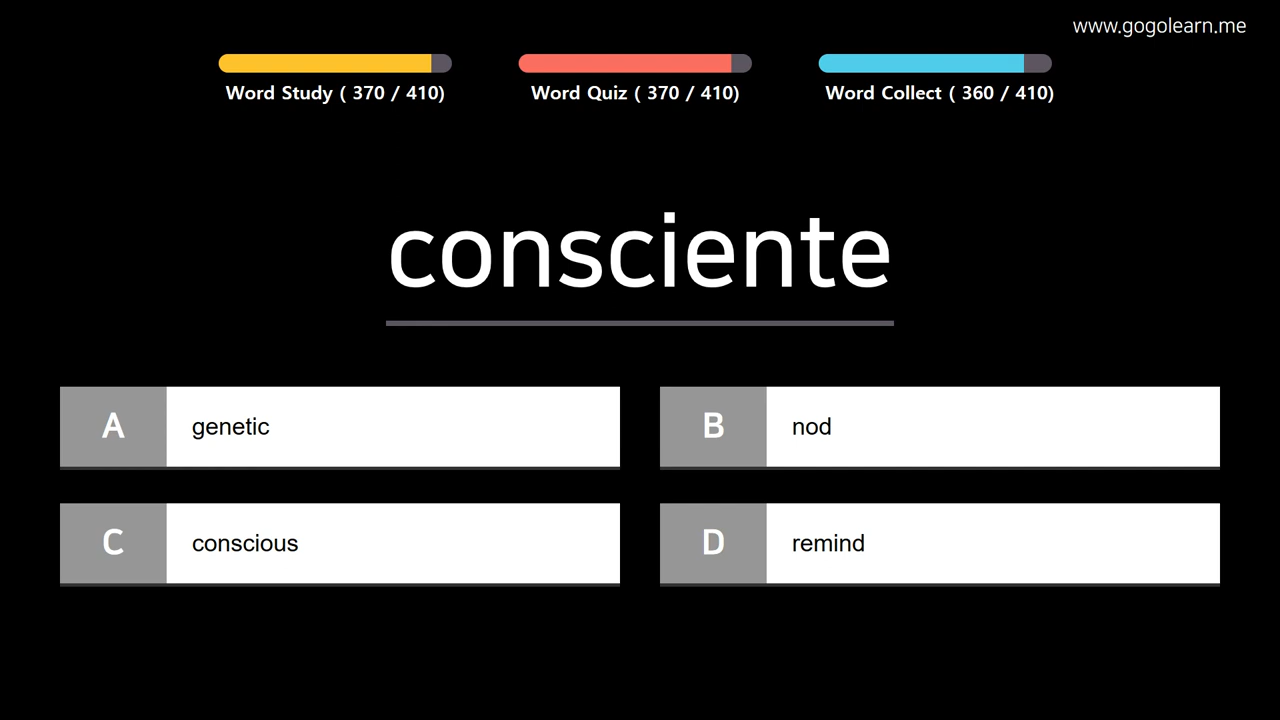 www.gogolearn.me
Word Study ( 370 / 410)
Word Quiz ( 370 / 410)
Word Collect ( 360 / 410)
consciente
A genetic
B nod
C conscious
D remind